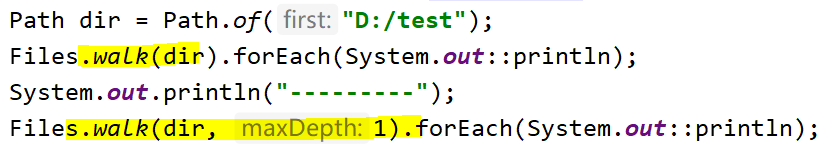 Path dir = Path.of( first: "D:/test");
Files.walk(dir).forEach(System.out::println);
System.out.println("---------");
Files.walk(dir, maxDepth: 1).forEach(System.out::println);